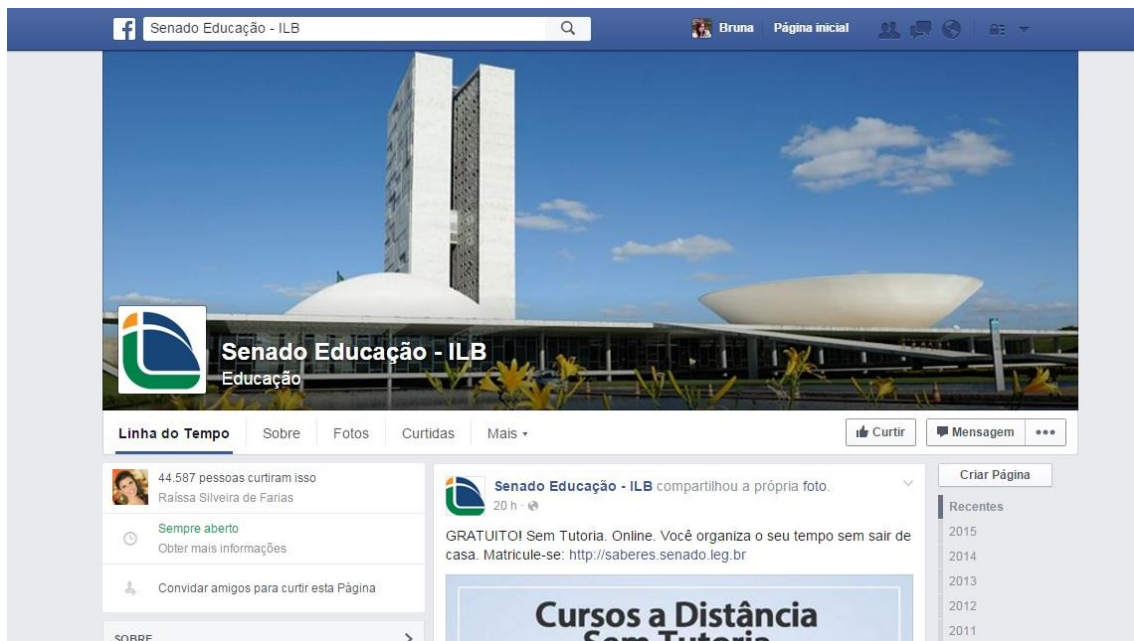 Senado Educação - ILB
Bruna
Página inicial
Senado Educação - ILB
Educação
Linha do Tempo
Sobre
Fotos
Curtidas
Mais
Curtir
Mensagem
44.587 pessoas curtiram isso
Raíssa Silveira de Farias
Sempre aberto
Obter mais informações
Convidar amigos para curtir esta Página
SOBRE
Senado Educação - ILB compartilhou a própria foto.
20 h
GRATUITO! Sem Tutoria. Online. Você organiza o seu tempo sem sair de
casa. Matricule-se: http://saberes.senado.leg.br
Cursos a Distância
Sem Tutoria
Criar Página
Recentes
2015
2014
2013
2012
2011